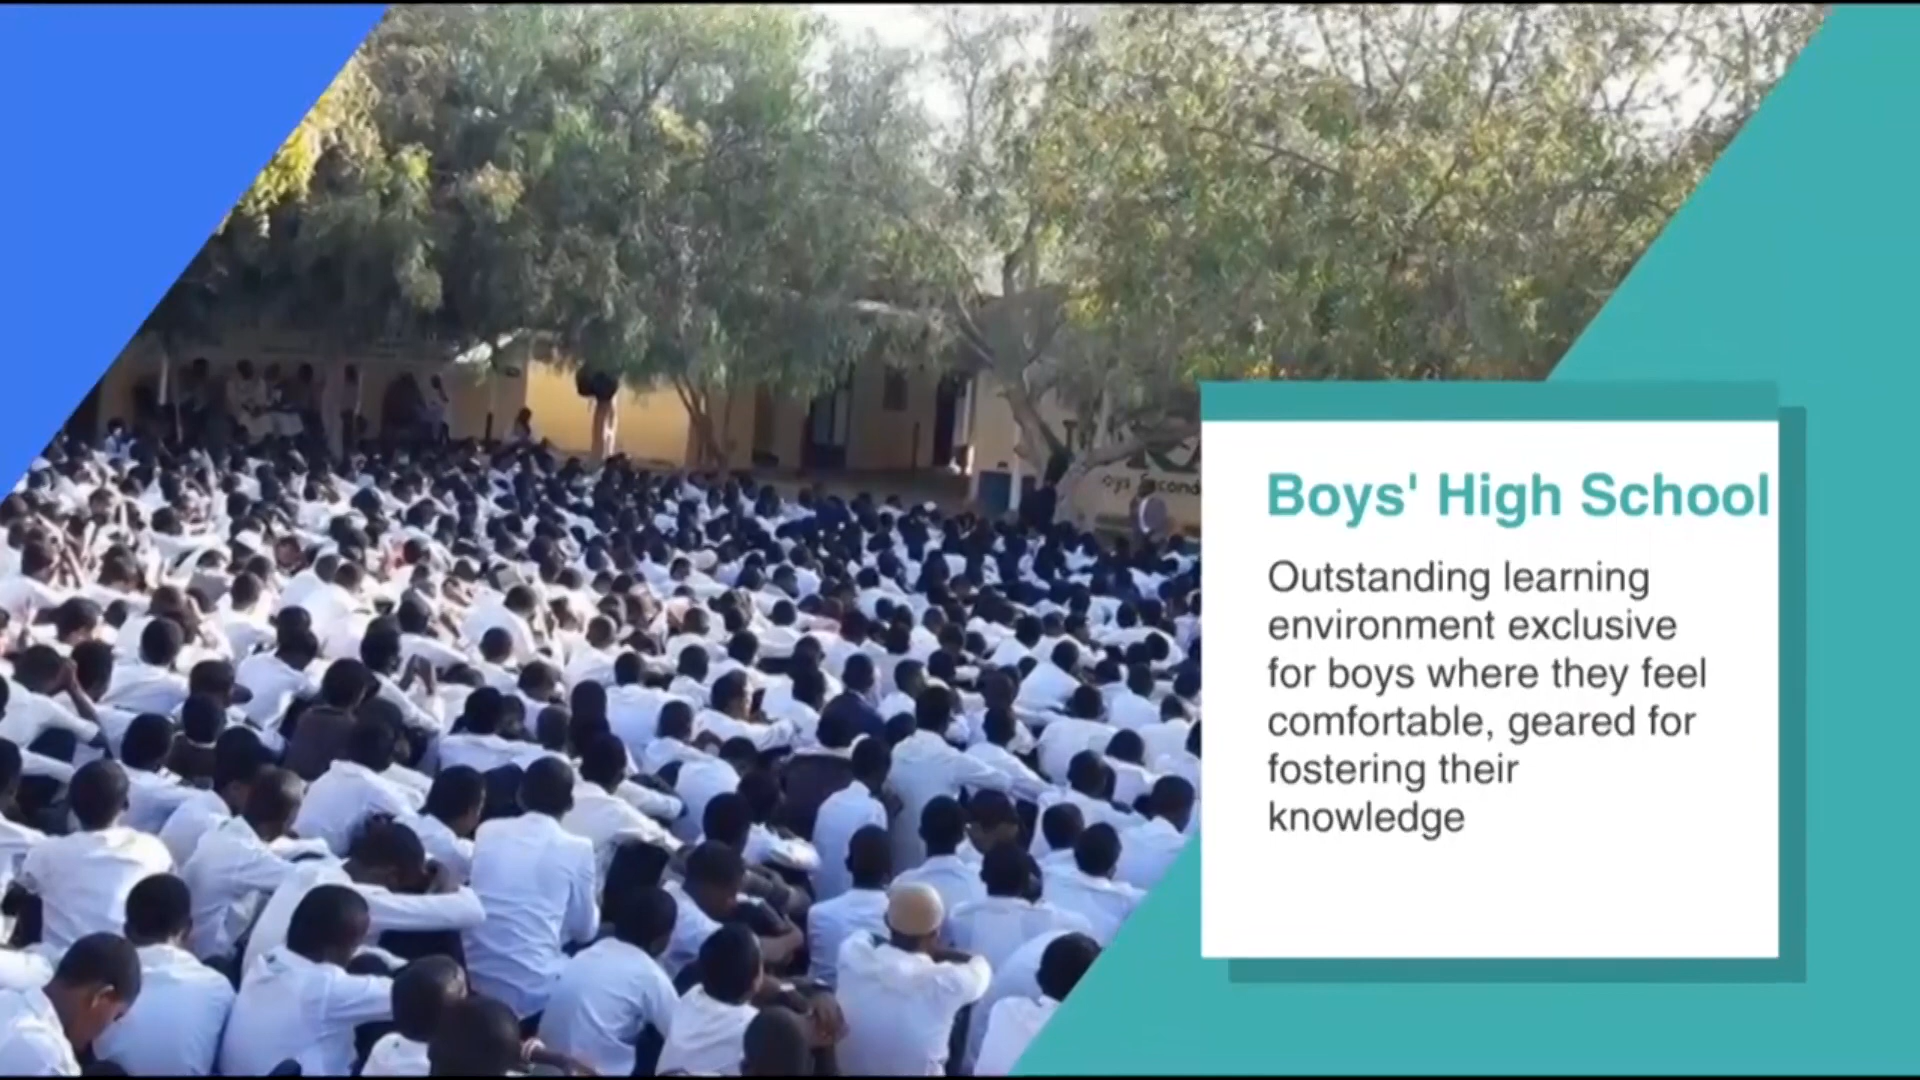 Boys' High School
Outstanding learning
environment exclusive
for boys where they feel
comfortable, geared for
fostering their
knowledge